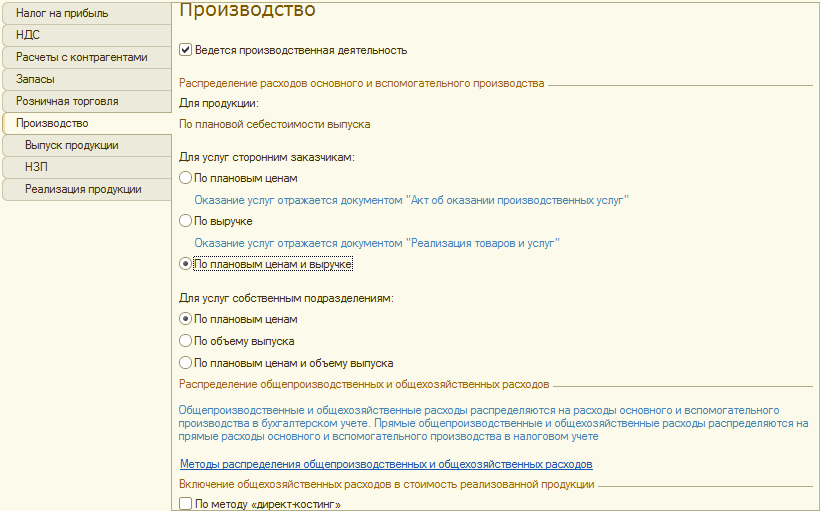 Налог на прибыль
НДС
Расчеты с контрагентами
Запасы
Розничная торговля
Производство
Выпуск продукции
НЗП
Реализация продукции
Производство
Ведется производственная деятельность
Распределение расходов основного и вспомогательного производства
Для продукции:
По плановой себестоимости выпуска
Для услуг сторонним заказчикам:
По плановым ценам
Оказание услуг отражается документом "Акт об оказании производственных услуг"
По выручке
Оказание услуг отражается документом "Реализация товаров и услуг"
По плановым ценам и выручке
Для услуг собственным подразделениям:
По плановым ценам
По объему выпуска
По плановым ценам и объему выпуска
Распределение общепроизводственных и общехозяйственных расходов
Общепроизводственные и общехозяйственные расходы распределяются на расходы основного и вспомогательного
производства в бухгалтерском учете. Прямые общепроизводственные и общехозяйственные расходы распределяются на
прямые расходы основного и вспомогательного производства в налоговом учете
Методы распределения общепроизводственных и общехозяйственных расходов
Включение общехозяйственных расходов в стоимость реализованной продукции
По методу «директ-костинг»